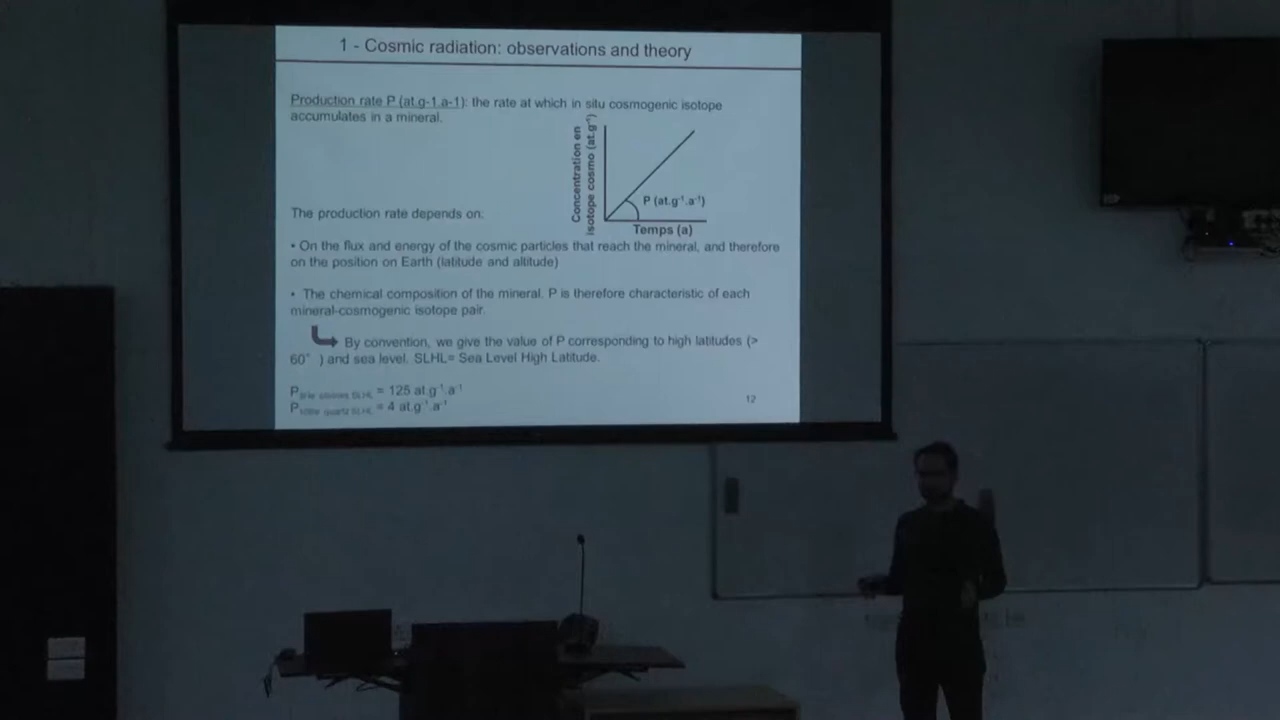 1 - Cosmic radiation: observations and theory
Production rate P (at.g-1.a-1): the rate at which in situ cosmogenic isotope
accumulates in a mineral.
Concentration en
isotope cosmo (at.g⁻¹)
P (at.g⁻¹.a⁻¹)
Temps (a)
The production rate depends on:
• On the flux and energy of the cosmic particles that reach the mineral, and therefore
on the position on Earth (latitude and altitude)
• The chemical composition of the mineral. P is therefore characteristic of each
mineral-cosmogenic isotope pair.
By convention, we give the value of P corresponding to high latitudes (>
60° ) and sea level. SLHL= Sea Level High Latitude.
P SLHL = 125 at.g⁻¹.a⁻¹
P quartz SLHL = 4 at.g⁻¹.a⁻¹
12